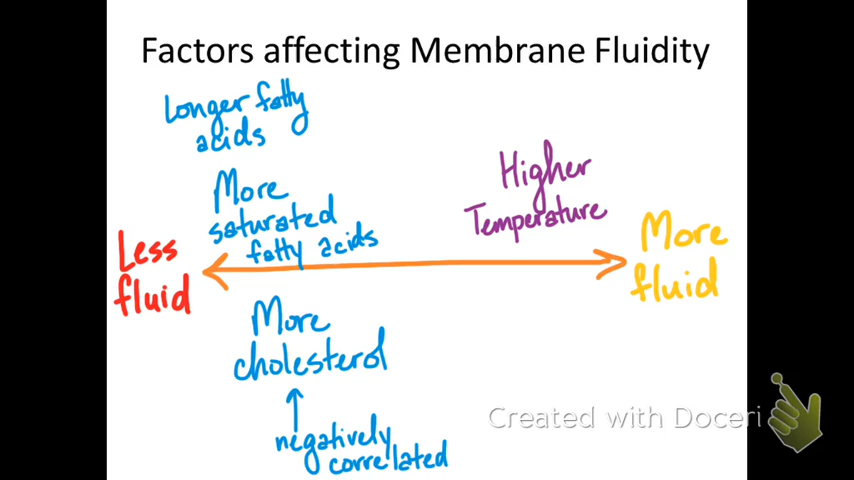 Factors affecting Membrane Fluidity
Longer fatty
acids
More
saturated
fatty acids
Higher
Temperature
Less
fluid
More
fluid
More
cholesterol
negatively
correlated
Created with Doceri